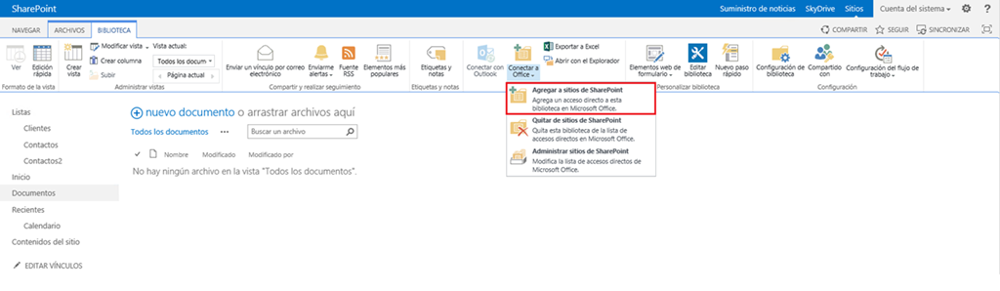 SharePoint
Suministro de noticias SkyDrive Sitios Cuenta del sistema ?
NAVEGAR ARCHIVOS BIBLIOTECA
COMPARTIR SEGUIR SINCRONIZAR
Ver
Edición rápida
Crear vista
Modificar vista
Crear columna
Subir
Vista actual:
Todos los docum
Página actual
Enviar un vínculo por correo electrónico
Enviarme alertas
Fuente RSS
Elementos más populares
Etiquetas y notas
Conectar con Outlook
Conectar a Office
Exportar a Excel
Abrir con el Explorador
Elementos web de formulario
Editar biblioteca
Nuevo paso rápido
Configuración de biblioteca
Compartido con
Configuración del flujo de trabajo
Formato de la vista
Administrar vistas
Compartir y realizar seguimiento
Etiquetas y notas
Personalizar biblioteca
Configuración
Agregar a sitios de SharePoint
Agrega un acceso directo a esta
biblioteca en Microsoft Office.
Quitar de sitios de SharePoint
Quita esta biblioteca de la lista de
accesos directos de Microsoft Office.
Administrar sitios de SharePoint
Modifica la lista de accesos directos de
Microsoft Office.
Listas
Clientes
Contactos
Contactos2
Inicio
Documentos
Recientes
Calendario
Contenidos del sitio
EDITAR VÍNCULOS
nuevo documento o arrastrar archivos aquí
Todos los documentos ••• Buscar un archivo
Nombre Modificado Modificado por
No hay ningún archivo en la vista "Todos los documentos".